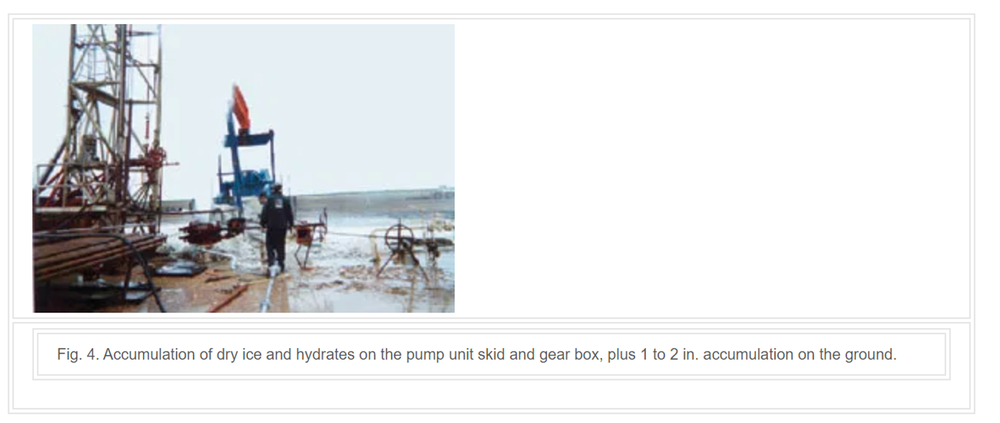 Fig. 4. Accumulation of dry ice and hydrates on the pump unit skid and gear box, plus 1 to 2 in. accumulation on the ground.